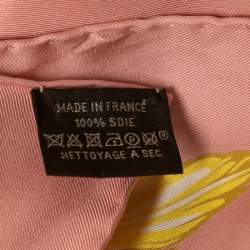 MADE IN FRANCE
100% SOIE
NETTOYAGE A SEC